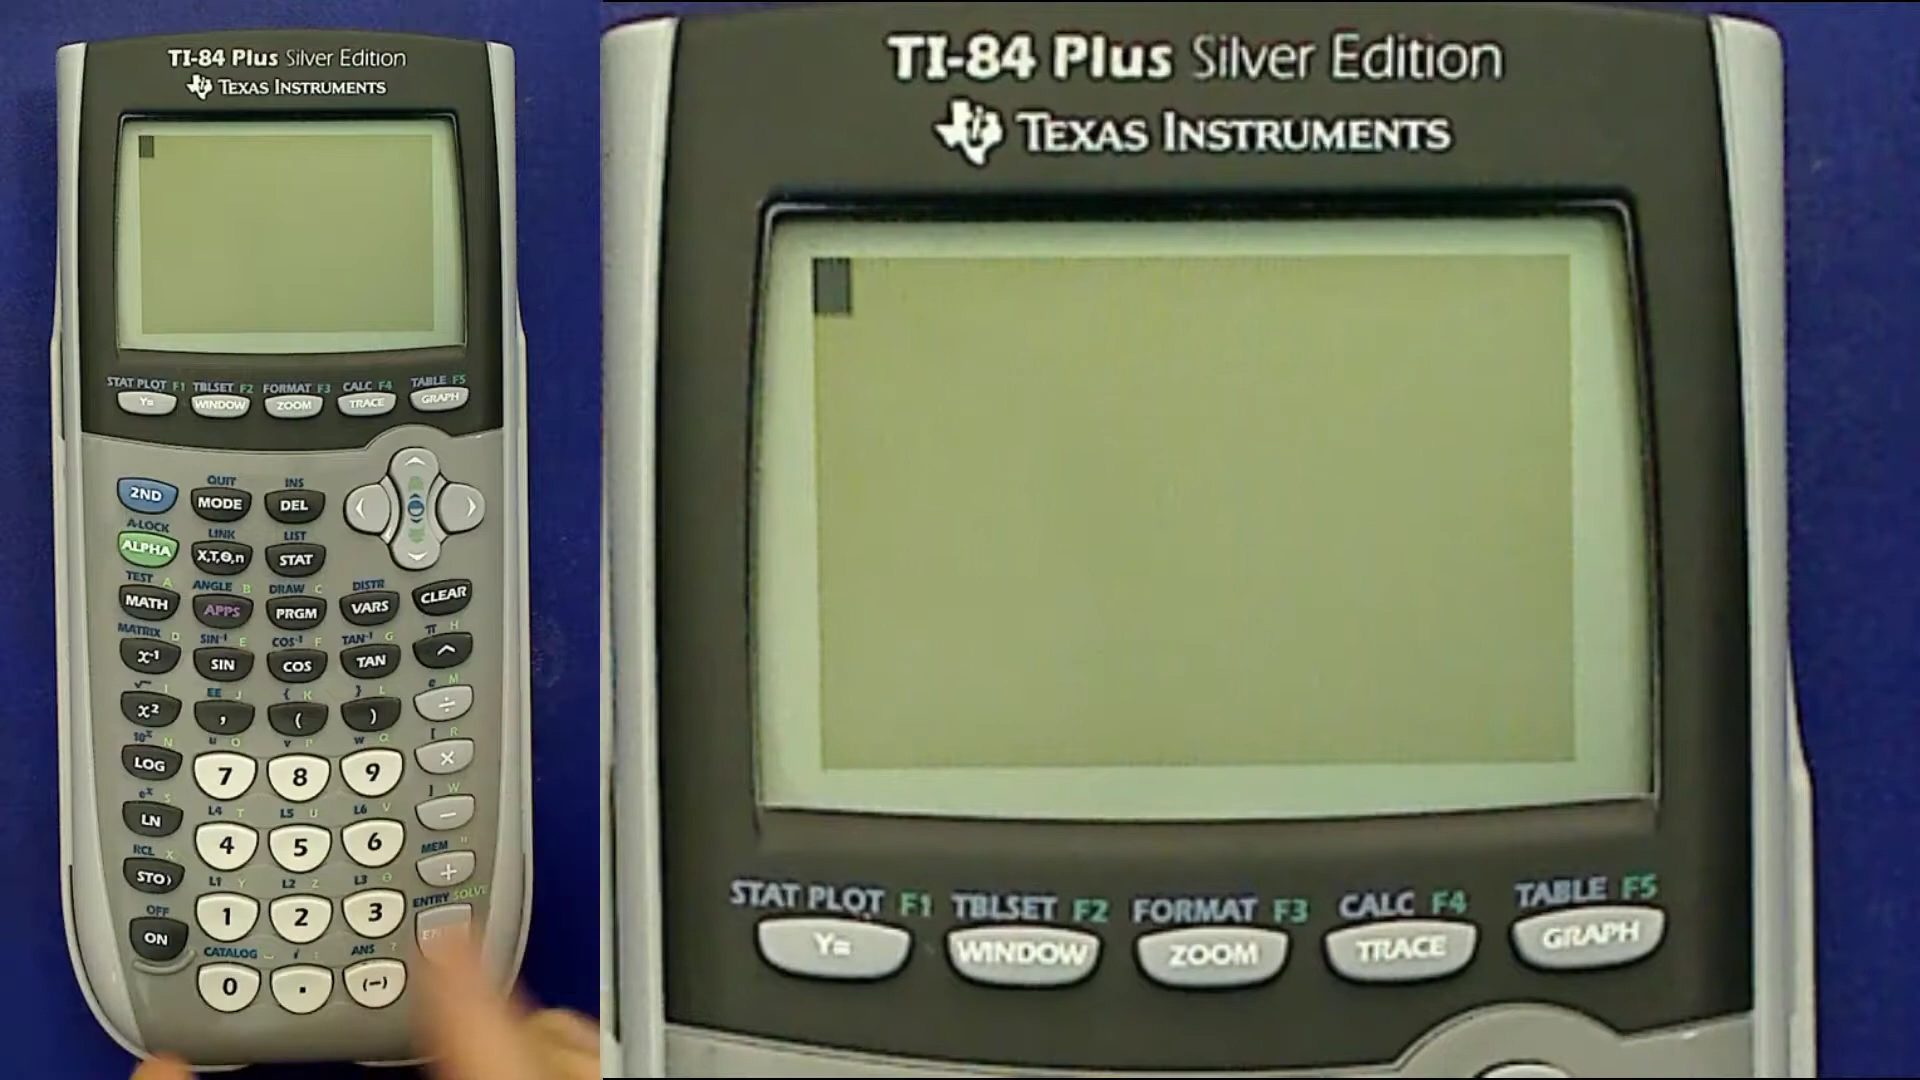 TI-84 Plus Silver Edition
TEXAS INSTRUMENTS
STAT PLOT F1 TBLSET F2 FORMAT F3 CALC F4 TABLE F5
Y= WINDOW ZOOM TRACE GRAPH
QUIT INS
2ND MODE DEL
A-LOCK LINK LIST
ALPHA X,T,Θ,n STAT
TEST A ANGLE B DRAW C DISTR
MATH APPS PRGM VARS CLEAR
MATRIX D SIN⁻¹ E COS⁻¹ F TAN⁻¹ G π H
x⁻¹ SIN COS TAN ^
√ I EE J { K } L e M
x² , ( ) ÷
10ˣ N u O v P w Q [ R
LOG 7 8 9 ×
eˣ S L4 T L5 U L6 V ] W
LN 4 5 6 −
RCL X L1 Y L2 Z L3 Θ MEM "
STO› 1 2 3 +
OFF CATALOG i : ANS ? ENTRY SOLVE
ON 0 . (−)
TI-84 Plus Silver Edition
TEXAS INSTRUMENTS
STAT PLOT F1 TBLSET F2 FORMAT F3 CALC F4 TABLE F5
Y= WINDOW ZOOM TRACE GRAPH